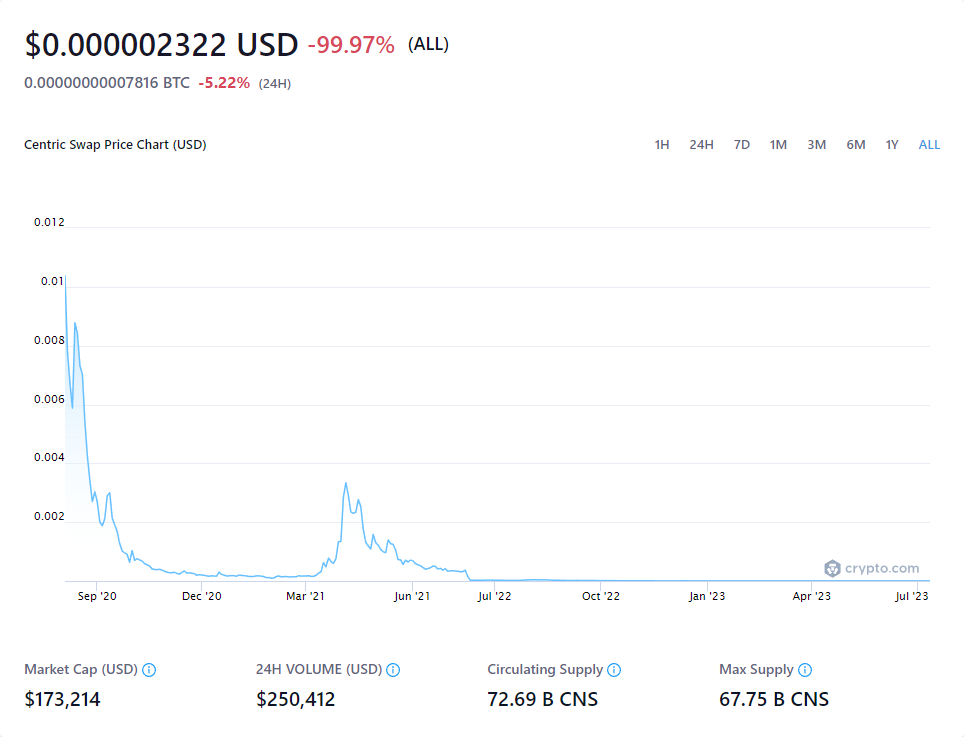 $0.000002322 USD -99.97% (ALL)
0.00000000007816 BTC -5.22% (24H)
Centric Swap Price Chart (USD) 1H 24H 7D 1M 3M 6M 1Y ALL
0.012
0.01
0.008
0.006
0.004
0.002
crypto.com
Sep '20 Dec '20 Mar '21 Jun '21 Jul '22 Oct '22 Jan '23 Apr '23 Jul '23
Market Cap (USD) 24H VOLUME (USD) Circulating Supply Max Supply
$173,214 $250,412 72.69 B CNS 67.75 B CNS